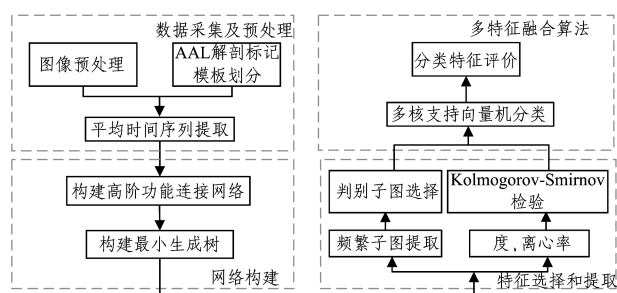 数据采集及预处理
图像预处理
AAL解剖标记
模板划分
平均时间序列提取
构建高阶功能连接网络
构建最小生成树
网络构建
多特征融合算法
分类特征评价
多核支持向量机分类
判别子图选择
Kolmogorov-Smirnov
检验
频繁子图提取
度,离心率
特征选择和提取